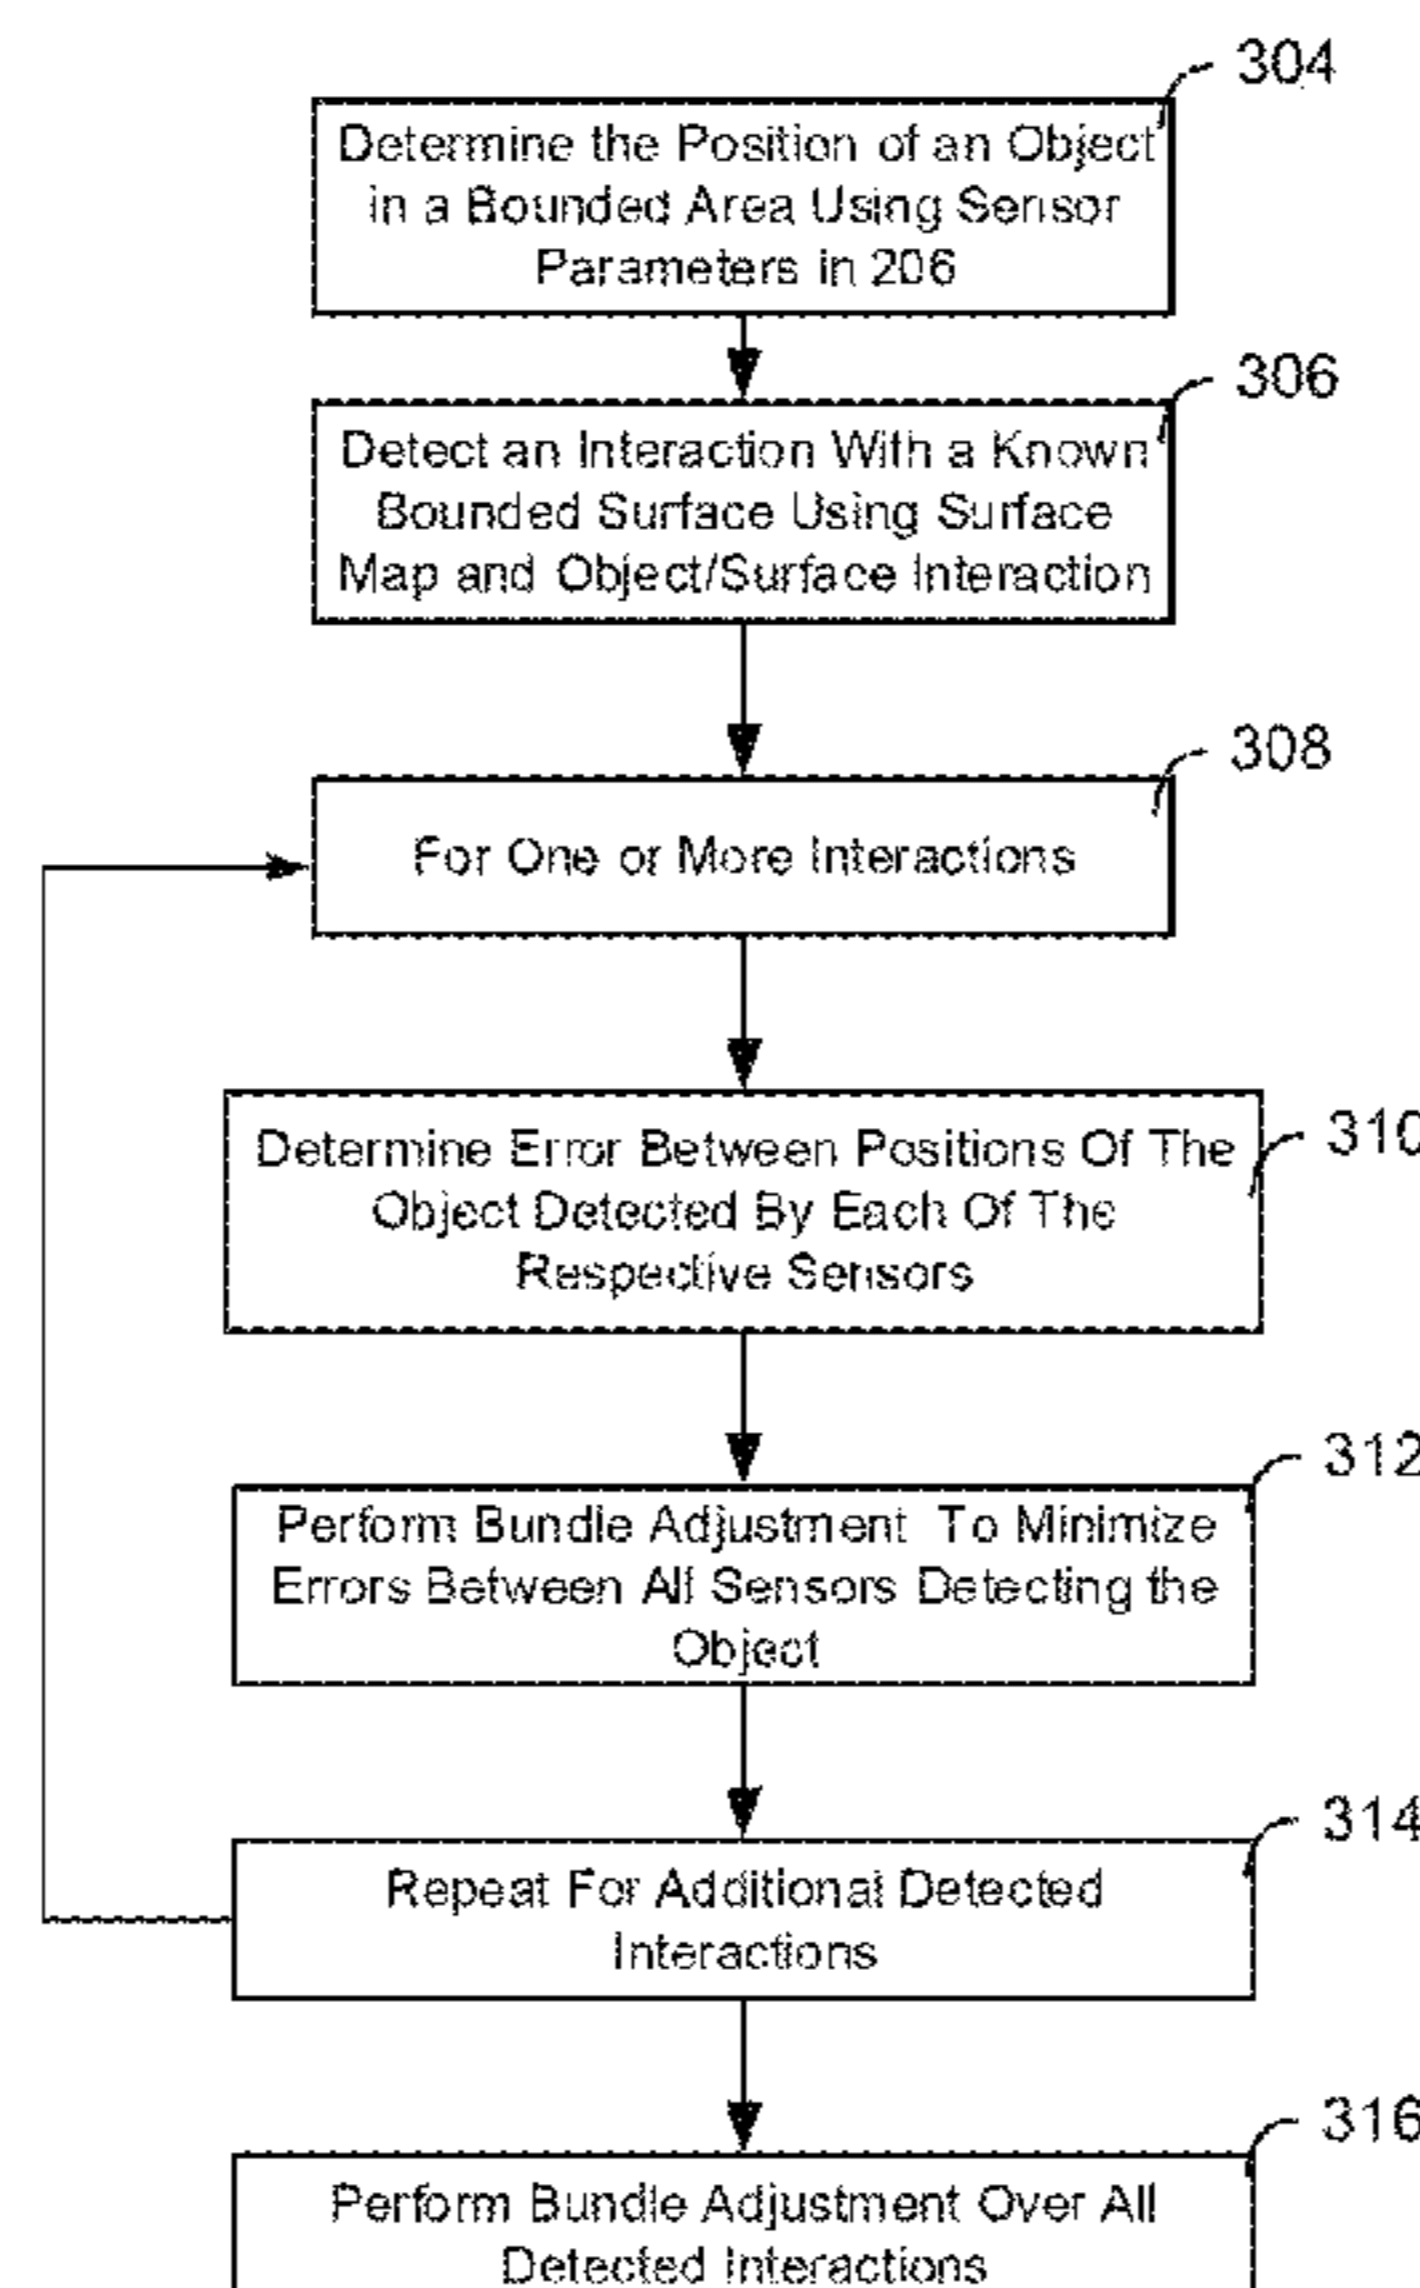 304
Determine the Position of an Object
in a Bounded Area Using Sensor
Parameters in 206
306
Detect an Interaction With a Known
Bounded Surface Using Surface
Map and Object/Surface Interaction
308
For One or More Interactions
310
Determine Error Between Positions Of The
Object Detected By Each Of The
Respective Sensors
312
Perform Bundle Adjustment To Minimize
Errors Between All Sensors Detecting the
Object
314
Repeat For Additional Detected
Interactions
316
Perform Bundle Adjustment Over All
Detected Interactions